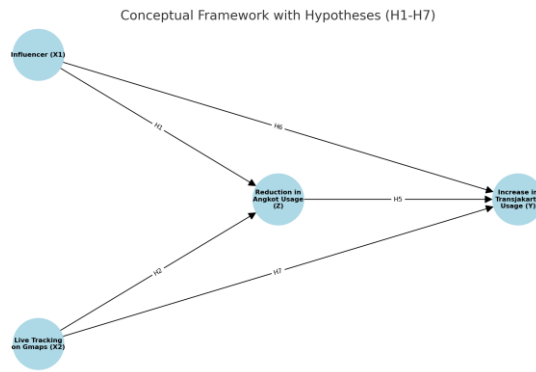 Conceptual Framework with Hypotheses (H1-H7)
Influencer (X1)
H1
H6
Reduction in
Angkot Usage
(Z)
H5
Increase in
Transjakarta
Usage (Y)
H2
H7
Live Tracking
on Gmaps (X2)